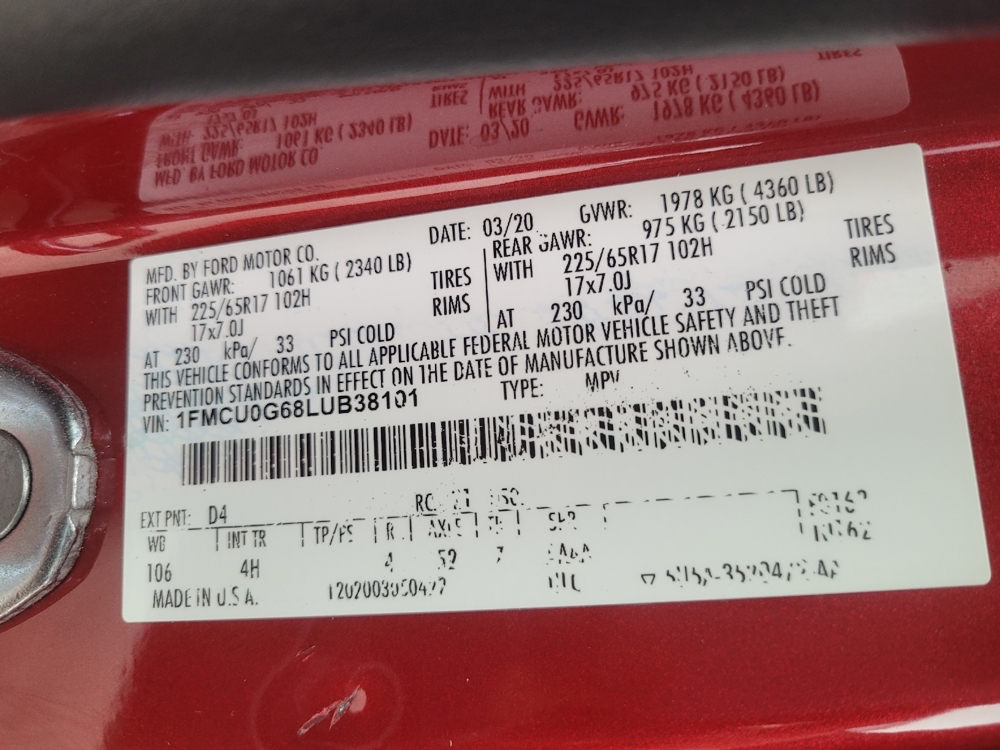 MFD. BY FORD MOTOR CO. DATE: 03/20 GVWR: 1978 KG ( 4360 LB)
FRONT GAWR: 1061 KG ( 2340 LB) REAR GAWR: 975 KG ( 2150 LB)
WITH 225/65R17 102H TIRES WITH 225/65R17 102H TIRES
17x7.0J RIMS 17x7.0J RIMS
AT 230 kPa/ 33 PSI COLD AT 230 kPa/ 33 PSI COLD
THIS VEHICLE CONFORMS TO ALL APPLICABLE FEDERAL MOTOR VEHICLE SAFETY AND THEFT
PREVENTION STANDARDS IN EFFECT ON THE DATE OF MANUFACTURE SHOWN ABOVE.
VIN: 1FMCU0G68LUB38101 TYPE: MPV
EXT PNT: D4
WB INT TR TP/PS R AXLE
106 4H 4
MADE IN U.S.A.